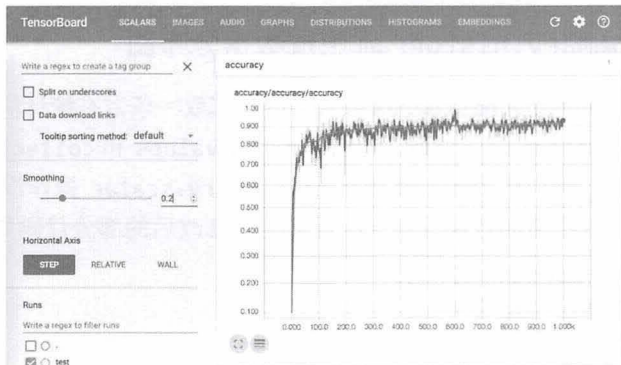 TensorBoard SCALARS IMAGES AUDIO GRAPHS DISTRIBUTIONS HISTOGRAMS EMBEDDINGS
Write a regex to create a tag group
Split on underscores
Data download links
Tooltip sorting method: default
Smoothing
0.2
Horizontal Axis
STEP RELATIVE WALL
Runs
Write a regex to filter runs
.
test
accuracy
accuracy/accuracy/accuracy
1.00
0.900
0.800
0.700
0.600
0.500
0.400
0.300
0.200
0.100
0.000 100.0 200.0 300.0 400.0 500.0 600.0 700.0 800.0 900.0 1.000k